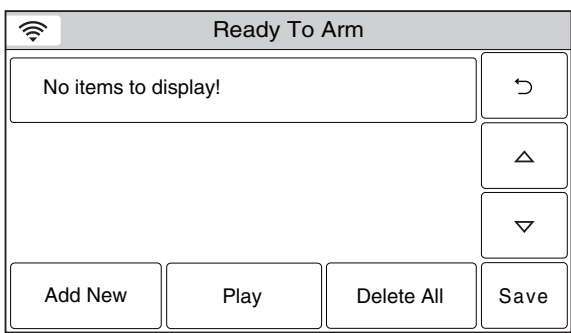 Ready To Arm
No items to display!
Add New
Play
Delete All
Save